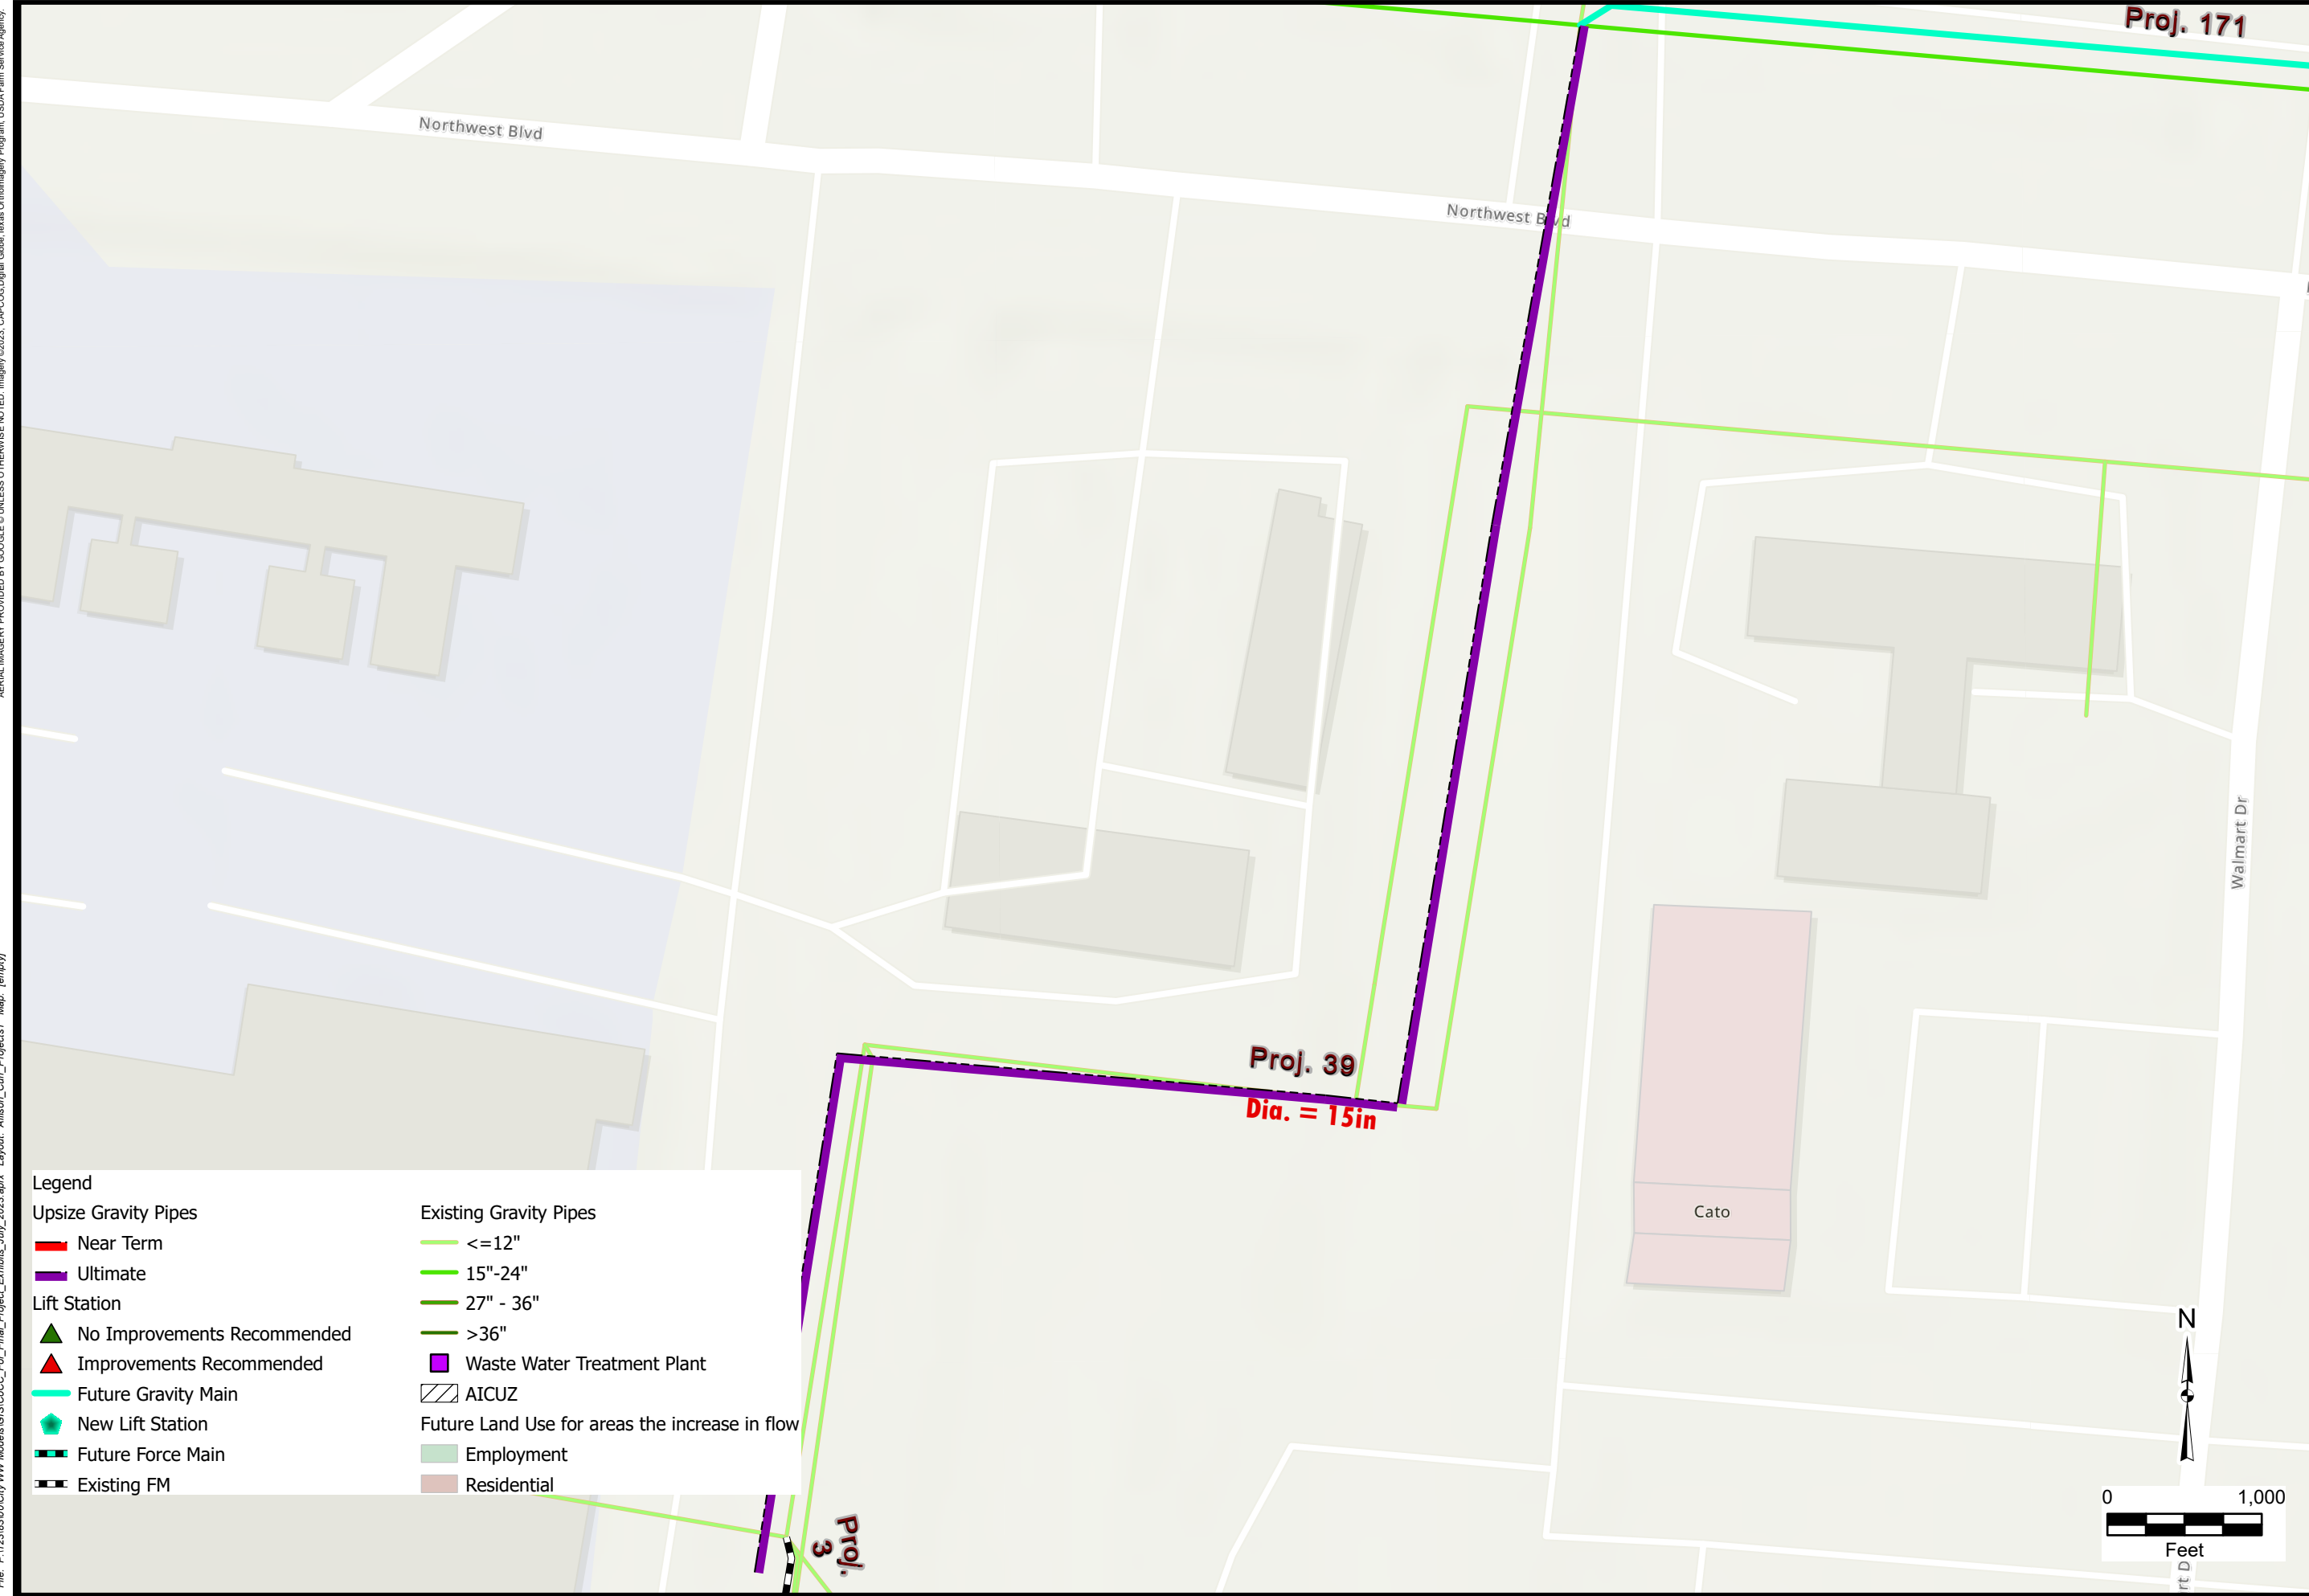 Proj. 171
Northwest Blvd
Northwest B vd
Walmart Dr
Proj. 39
Dia. = 15in
Cato
Legend
Upsize Gravity Pipes
Near Term
Ultimate
Lift Station
No Improvements Recommended
Improvements Recommended
Future Gravity Main
New Lift Station
Future Force Main
Existing FM
Existing Gravity Pipes
<=12"
15"-24"
27" - 36"
>36"
Waste Water Treatment Plant
AICUZ
Future Land Use for areas the increase in flow
Employment
Residential
Proj.
3
N
0 1,000
Feet